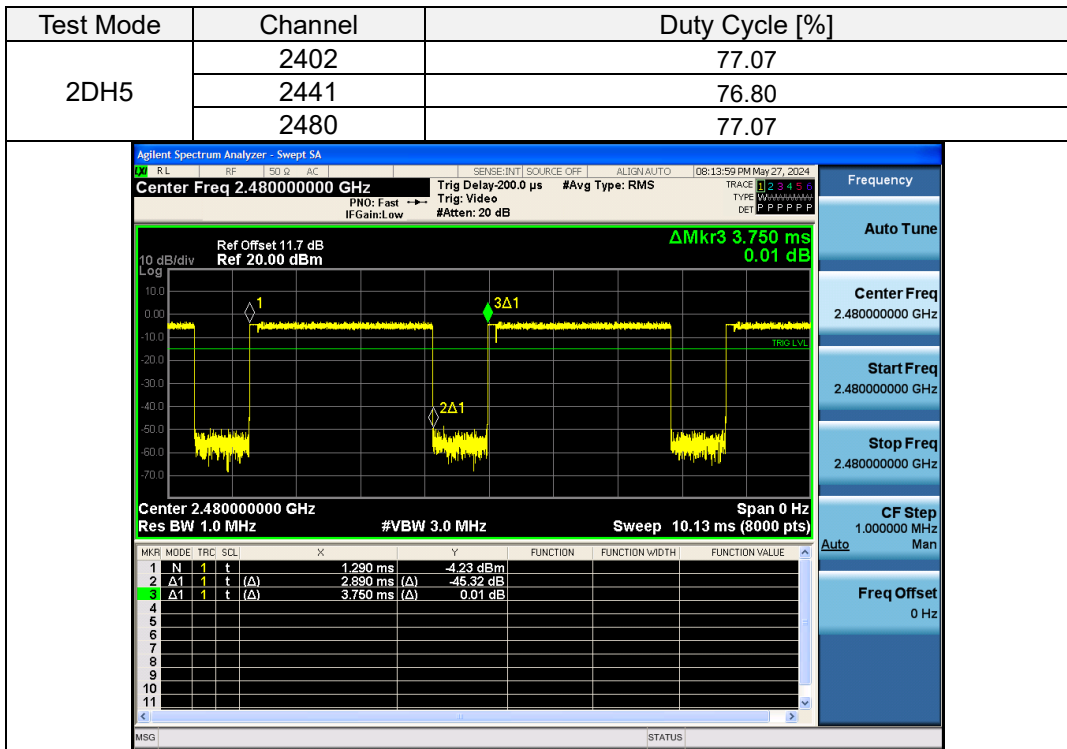 Test Mode Channel Duty Cycle [%]
2DH5
2402 77.07
2441 76.80
2480 77.07
Agilent Spectrum Analyzer - Swept SA
LXI RL RF 50 Ω AC SENSE:INT SOURCE OFF ALIGN AUTO 08:13:59 PM May 27, 2024
Center Freq 2.480000000 GHz Trig Delay-200.0 µs #Avg Type: RMS TRACE 1 2 3 4 5 6
PNO: Fast Trig: Video TYPE WWWWWW
IFGain:Low #Atten: 20 dB DET P P P P P P
Frequency
ΔMkr3 3.750 ms
0.01 dB
Ref Offset 11.7 dB
10 dB/div Ref 20.00 dBm
Log
10.0
0.00
-10.0
-20.0
-30.0
-40.0
-50.0
-60.0
-70.0
1
3Δ1
TRIG LVL
2Δ1
Center 2.480000000 GHz Span 0 Hz
Res BW 1.0 MHz #VBW 3.0 MHz Sweep 10.13 ms (8000 pts)
MKR MODE TRC SCL X Y FUNCTION FUNCTION WIDTH FUNCTION VALUE
1 N 1 t 1.290 ms -4.23 dBm
2 Δ1 1 t (Δ) 2.890 ms (Δ) -45.32 dB
3 Δ1 1 t (Δ) 3.750 ms (Δ) 0.01 dB
4
5
6
7
8
9
10
11
MSG STATUS
Auto Tune
Center Freq
2.480000000 GHz
Start Freq
2.480000000 GHz
Stop Freq
2.480000000 GHz
CF Step
1.000000 MHz
Auto Man
Freq Offset
0 Hz